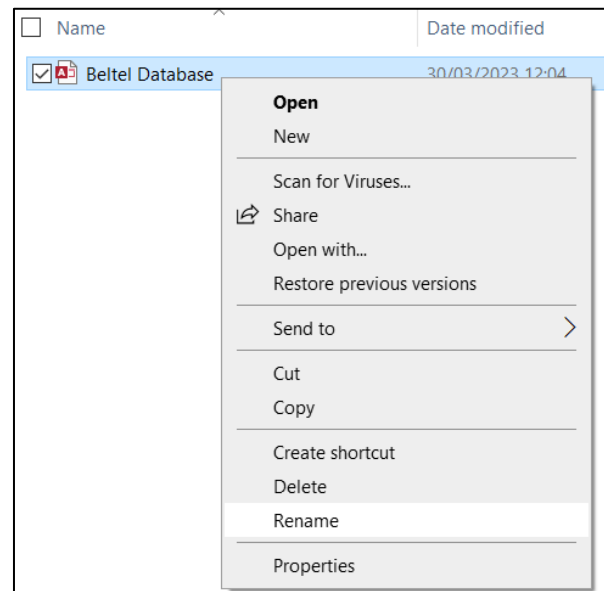 Name Date modified
Beltel Database 30/03/2023 12:04
Open
New
Scan for Viruses...
Share
Open with...
Restore previous versions
Send to
Cut
Copy
Create shortcut
Delete
Rename
Properties